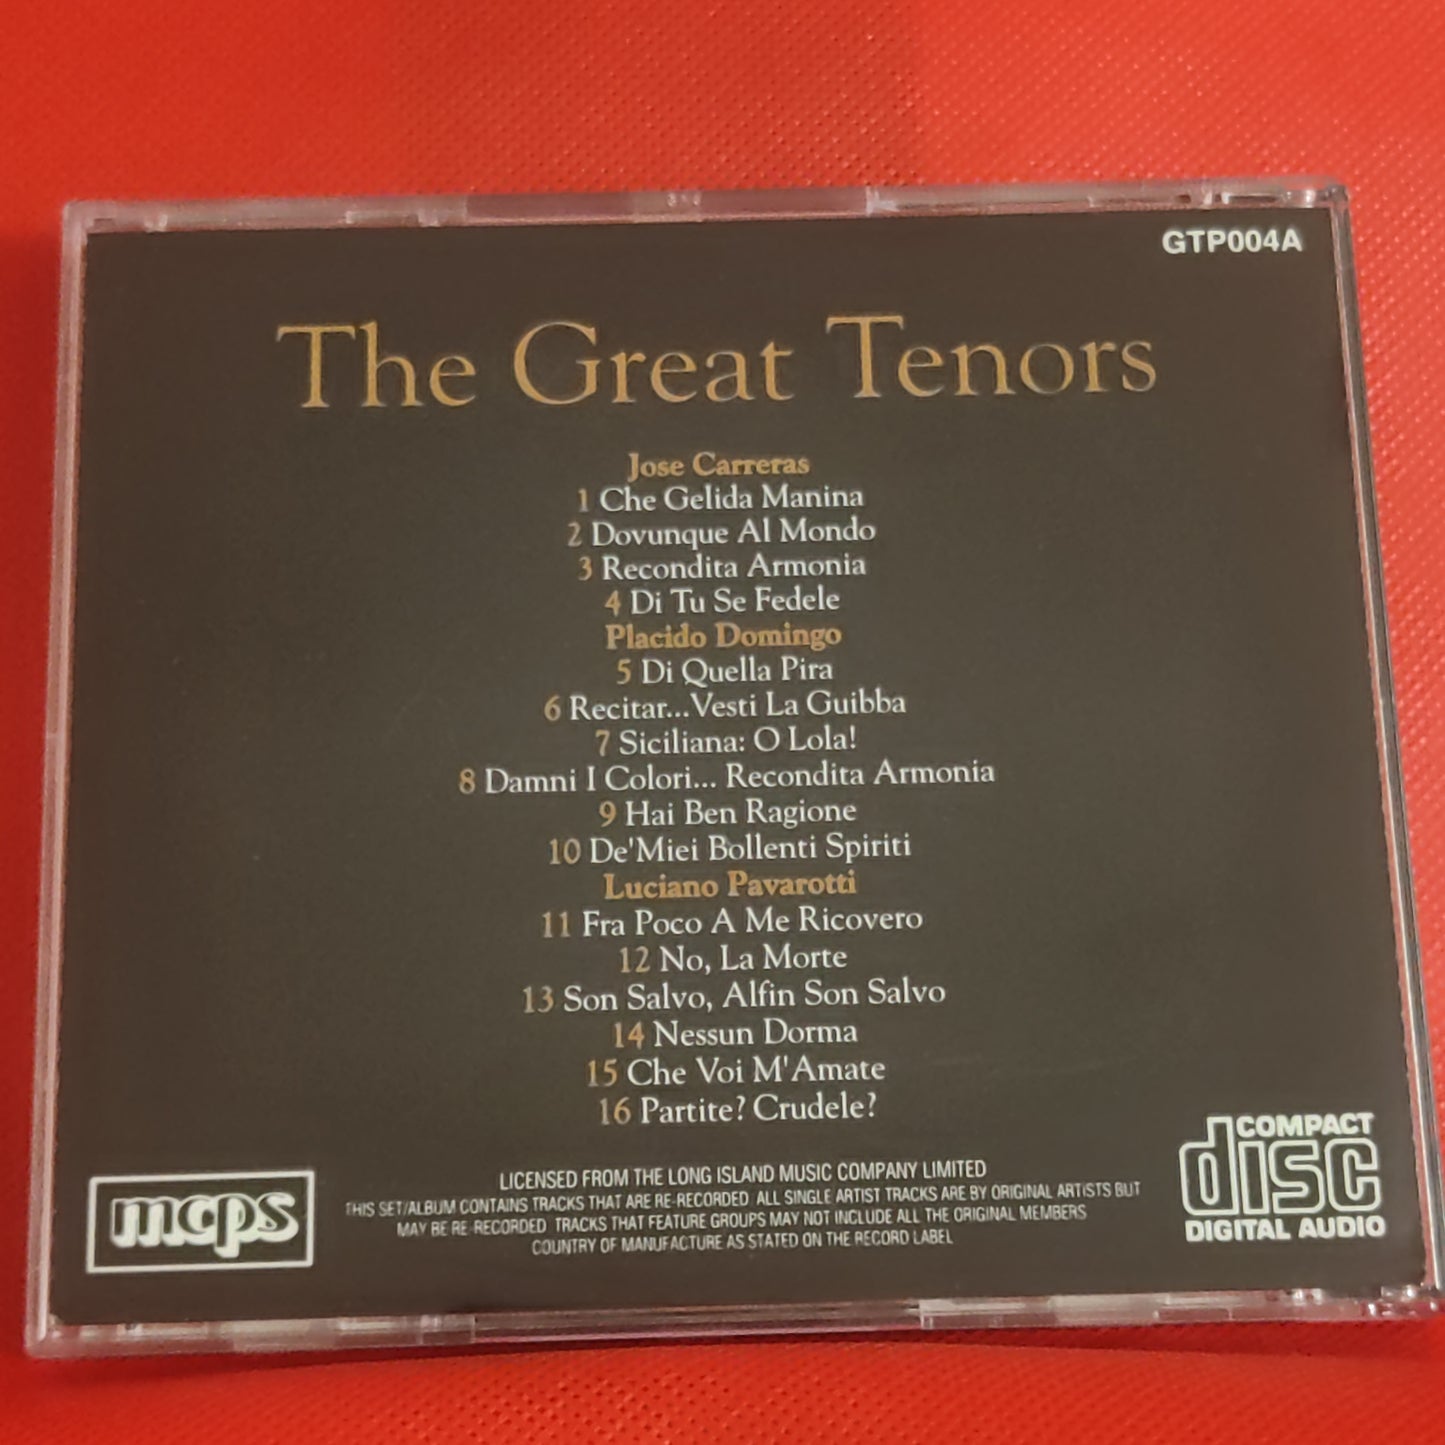 GTP004A
The Great Tenors
Jose Carreras
1 Che Gelida Manina
2 Dovunque Al Mondo
3 Recondita Armonia
4 Di Tu Se Fedele
Placido Domingo
5 Di Quella Pira
6 Recitar...Vesti La Guibba
7 Siciliana: O Lola!
8 Damni I Colori... Recondita Armonia
9 Hai Ben Ragione
10 De'Miei Bollenti Spiriti
Luciano Pavarotti
11 Fra Poco A Me Ricovero
12 No, La Morte
13 Son Salvo, Alfin Son Salvo
14 Nessun Dorma
15 Che Voi M'Amate
16 Partite? Crudele?
LICENSED FROM THE LONG ISLAND MUSIC COMPANY LIMITED
THIS SET/ALBUM CONTAINS TRACKS THAT ARE RE-RECORDED. ALL SINGLE ARTIST TRACKS ARE BY ORIGINAL ARTISTS BUT
MAY BE RE-RECORDED. TRACKS THAT FEATURE GROUPS MAY NOT INCLUDE ALL THE ORIGINAL MEMBERS
COUNTRY OF MANUFACTURE AS STATED ON THE RECORD LABEL
mcps
COMPACT
disc
DIGITAL AUDIO